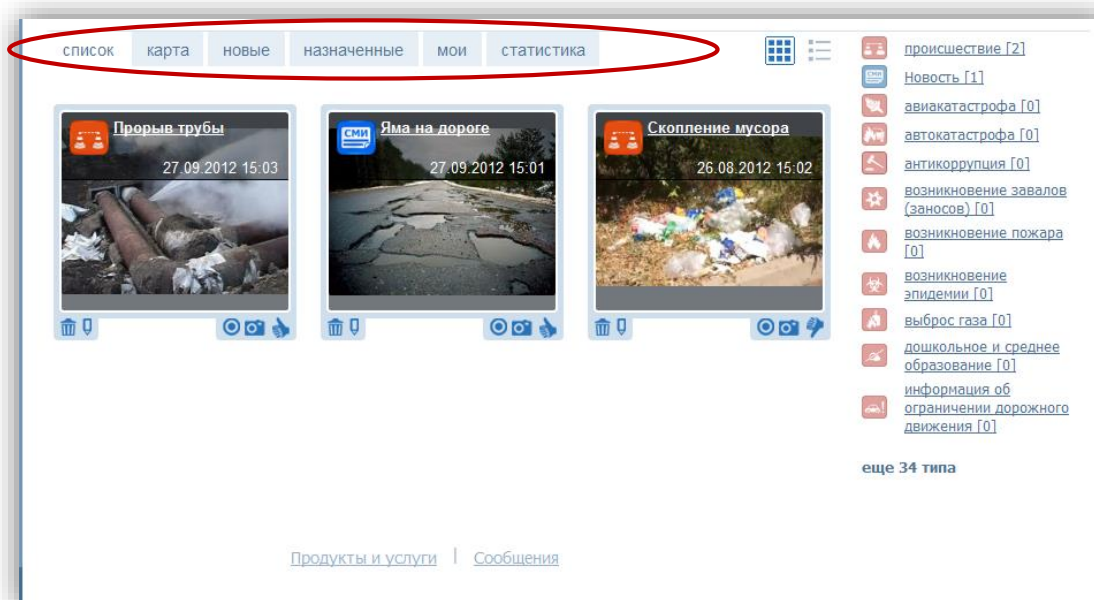 список карта новые назначенные мои статистика
Прорыв трубы
27.09.2012 15:03
СМИ Яма на дороге
27.09.2012 15:01
Скопление мусора
26.08.2012 15:02
происшествие [2]
СМИ Новость [1]
авиакатастрофа [0]
автокатастрофа [0]
антикоррупция [0]
возникновение завалов
(заносов) [0]
возникновение пожара
[0]
возникновение
эпидемии [0]
выброс газа [0]
дошкольное и среднее
образование [0]
информация об
ограничении дорожного
движения [0]
еще 34 типа
Продукты и услуги | Сообщения